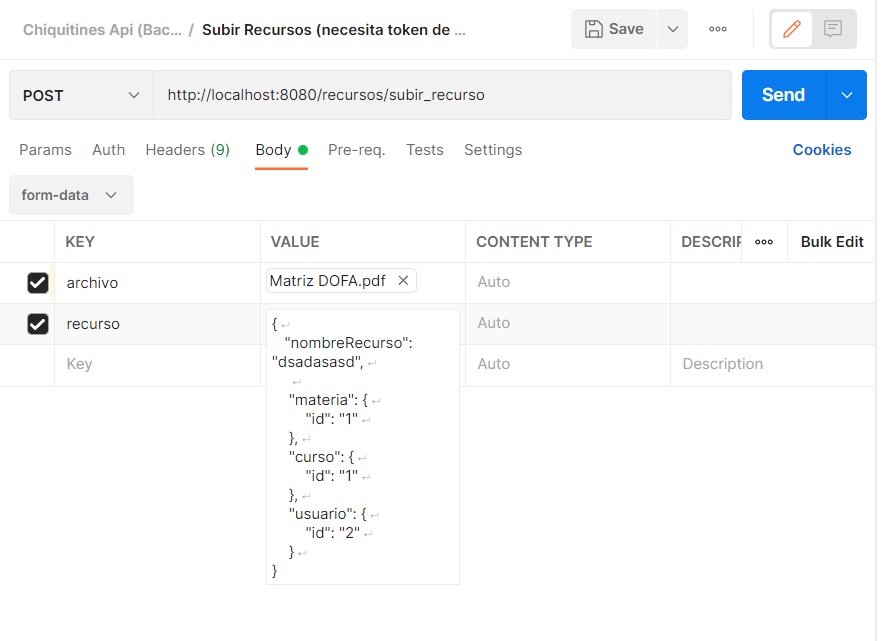 Chiquitines Api (Bac... / Subir Recursos (necesita token de ...
Save
POST
http://localhost:8080/recursos/subir_recurso
Send
Params Auth Headers (9) Body Pre-req. Tests Settings Cookies
form-data
KEY VALUE CONTENT TYPE DESCRIP Bulk Edit
archivo Matriz DOFA.pdf Auto
recurso Auto
{
"nombreRecurso":
"dsadasasd",
"materia": {
"id": "1"
},
"curso": {
"id": "1"
},
"usuario": {
"id": "2"
}
}
Key Auto Description